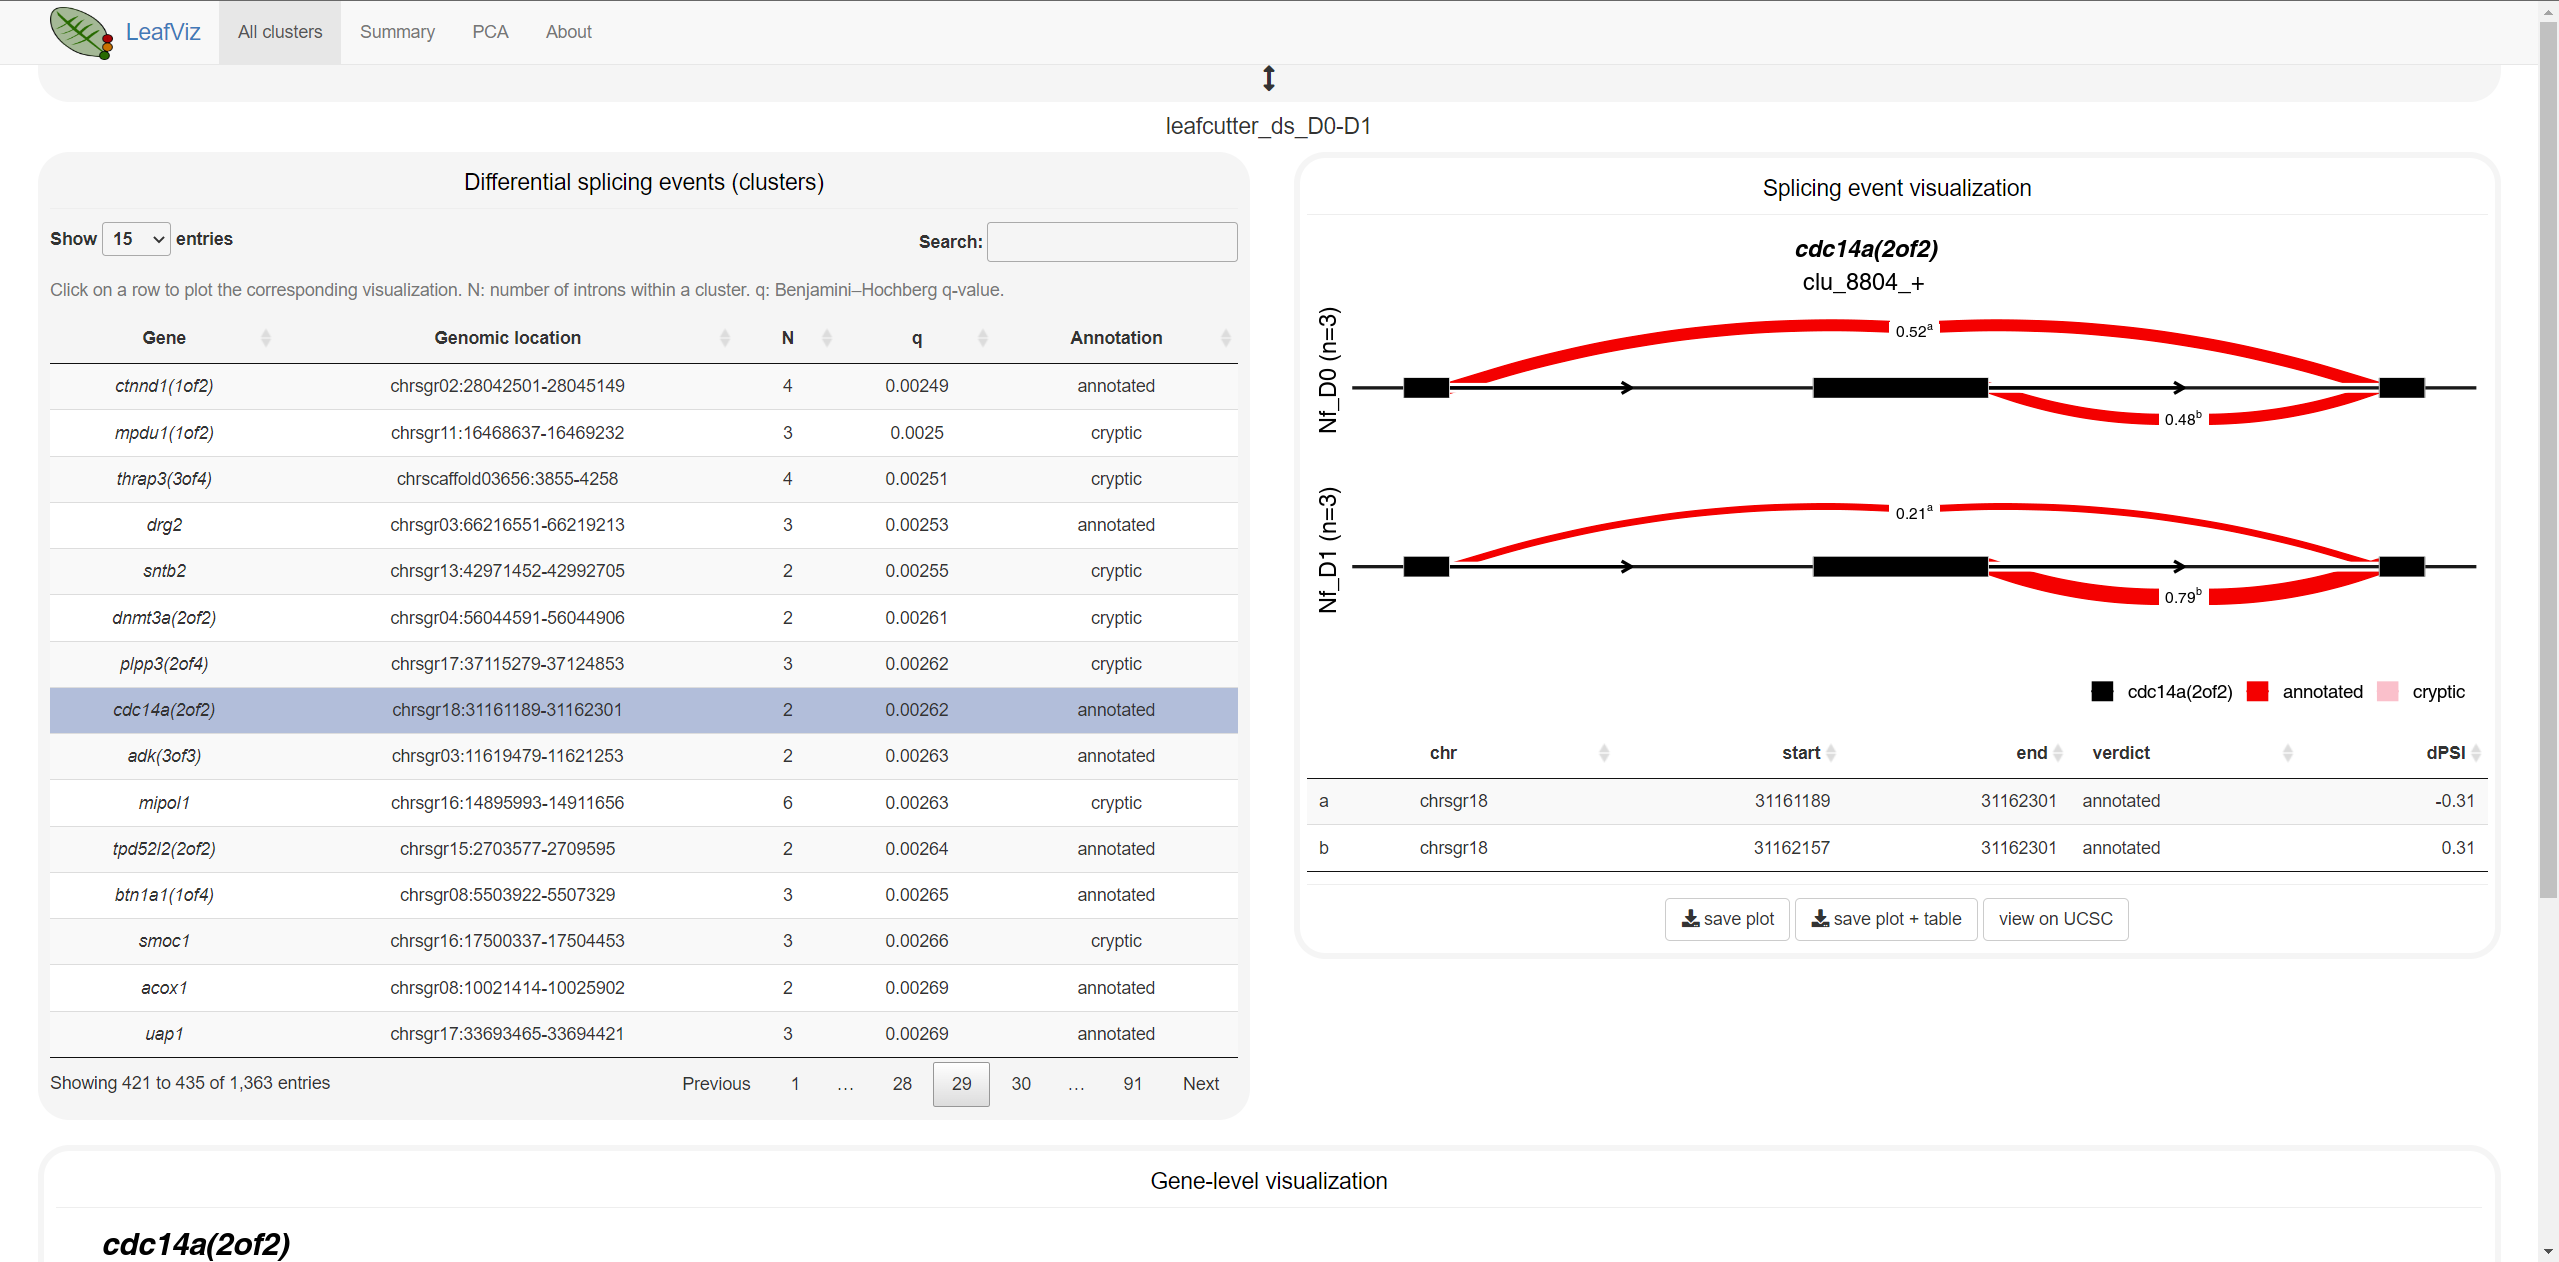 LeafViz All clusters Summary PCA About
leafcutter_ds_D0-D1
Differential splicing events (clusters)
Show 15 entries Search:
Click on a row to plot the corresponding visualization. N: number of introns within a cluster. q: Benjamini–Hochberg q-value.
Gene Genomic location N q Annotation
ctnnd1(1of2) chrsgr02:28042501-28045149 4 0.00249 annotated
mpdu1(1of2) chrsgr11:16468637-16469232 3 0.0025 cryptic
thrap3(3of4) chrscaffold03656:3855-4258 4 0.00251 cryptic
drg2 chrsgr03:66216551-66219213 3 0.00253 annotated
sntb2 chrsgr13:42971452-42992705 2 0.00255 cryptic
dnmt3a(2of2) chrsgr04:56044591-56044906 2 0.00261 cryptic
plpp3(2of4) chrsgr17:37115279-37124853 3 0.00262 cryptic
cdc14a(2of2) chrsgr18:31161189-31162301 2 0.00262 annotated
adk(3of3) chrsgr03:11619479-11621253 2 0.00263 annotated
mipol1 chrsgr16:14895993-14911656 6 0.00263 cryptic
tpd52l2(2of2) chrsgr15:2703577-2709595 2 0.00264 annotated
btn1a1(1of4) chrsgr08:5503922-5507329 3 0.00265 annotated
smoc1 chrsgr16:17500337-17504453 3 0.00266 cryptic
acox1 chrsgr08:10021414-10025902 2 0.00269 annotated
uap1 chrsgr17:33693465-33694421 3 0.00269 annotated
Showing 421 to 435 of 1,363 entries Previous 1 … 28 29 30 … 91 Next
Splicing event visualization
cdc14a(2of2)
clu_8804_+
Nf_D0 (n=3)
0.52a
0.48b
Nf_D1 (n=3)
0.21a
0.79b
cdc14a(2of2) annotated cryptic
chr start end verdict dPSI
a chrsgr18 31161189 31162301 annotated -0.31
b chrsgr18 31162157 31162301 annotated 0.31
save plot save plot + table view on UCSC
Gene-level visualization
cdc14a(2of2)